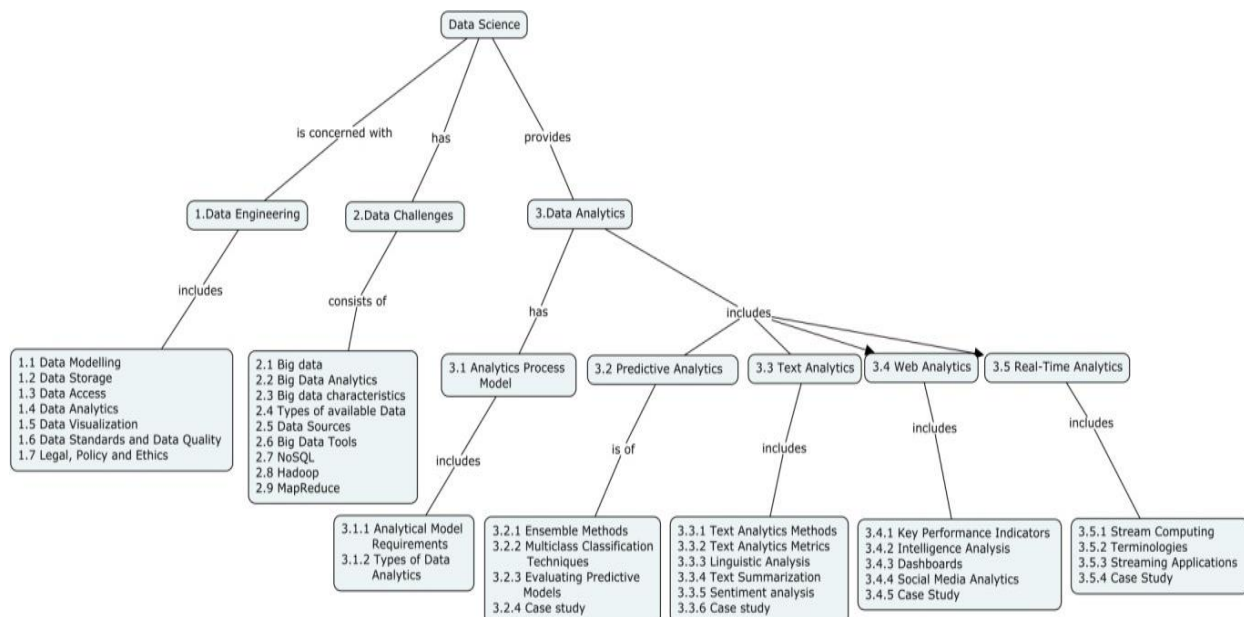 Data Science
is concerned with
has
provides
1.Data Engineering
2.Data Challenges
3.Data Analytics
includes
consists of
has
includes
1.1 Data Modelling
1.2 Data Storage
1.3 Data Access
1.4 Data Analytics
1.5 Data Visualization
1.6 Data Standards and Data Quality
1.7 Legal, Policy and Ethics
2.1 Big data
2.2 Big Data Analytics
2.3 Big data characteristics
2.4 Types of available Data
2.5 Data Sources
2.6 Big Data Tools
2.7 NoSQL
2.8 Hadoop
2.9 MapReduce
3.1 Analytics Process
Model
3.2 Predictive Analytics
3.3 Text Analytics
3.4 Web Analytics
3.5 Real-Time Analytics
includes
is of
includes
includes
includes
3.1.1 Analytical Model
Requirements
3.1.2 Types of Data
Analytics
3.2.1 Ensemble Methods
3.2.2 Multiclass Classification
Techniques
3.2.3 Evaluating Predictive
Models
3.2.4 Case study
3.3.1 Text Analytics Methods
3.3.2 Text Analytics Metrics
3.3.3 Linguistic Analysis
3.3.4 Text Summarization
3.3.5 Sentiment analysis
3.3.6 Case study
3.4.1 Key Performance Indicators
3.4.2 Intelligence Analysis
3.4.3 Dashboards
3.4.4 Social Media Analytics
3.4.5 Case Study
3.5.1 Stream Computing
3.5.2 Terminologies
3.5.3 Streaming Applications
3.5.4 Case Study